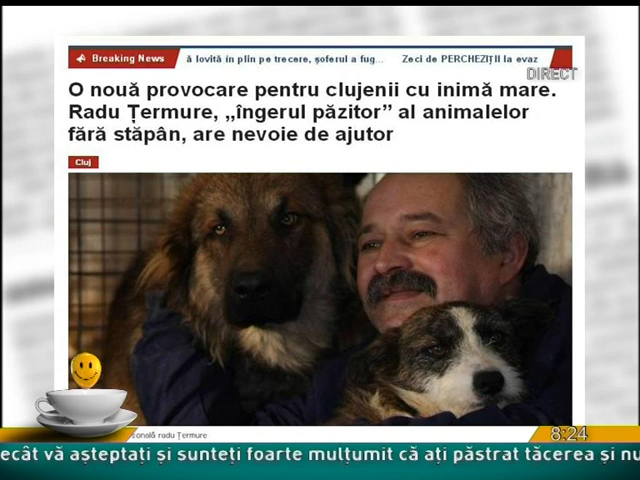 Breaking News
ă lovită în plin pe trecere, șoferul a fug... Zeci de PERCHEZIȚII la evaz
DIRECT
O nouă provocare pentru clujenii cu inimă mare.
Radu Țermure, „îngerul păzitor” al animalelor
fără stăpân, are nevoie de ajutor
Cluj
sonală radu Țermure
8:24
ecât vă așteptați și sunteți foarte mulțumit că ați păstrat tăcerea și nu